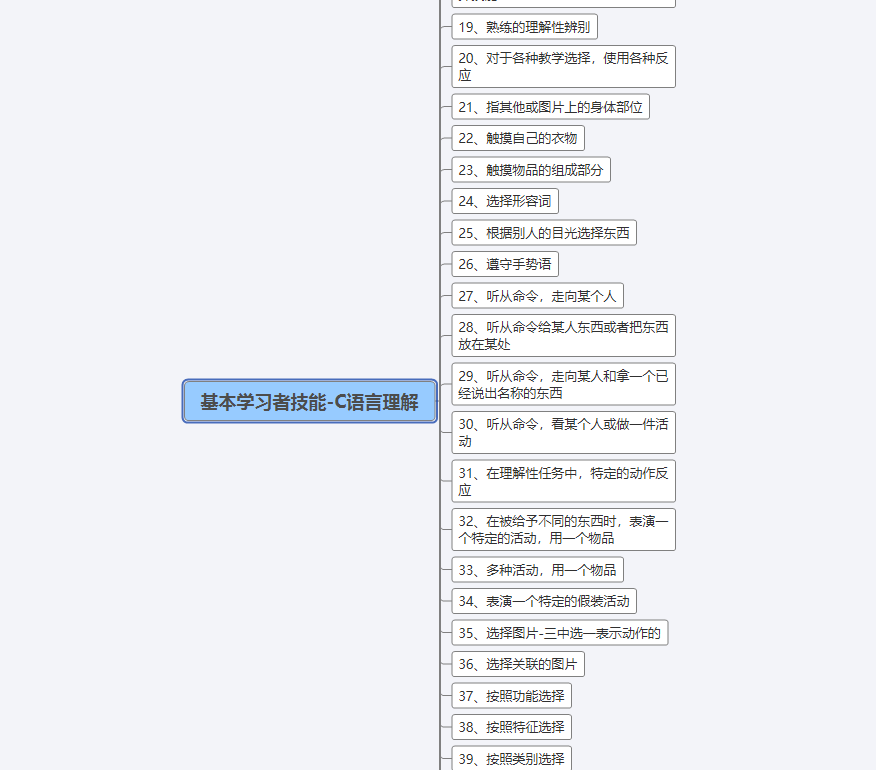 19、熟练的理解性辨别
20、对于各种教学选择，使用各种反
应
21、指其他或图片上的身体部位
22、触摸自己的衣物
23、触摸物品的组成部分
24、选择形容词
25、根据别人的目光选择东西
26、遵守手势语
27、听从命令，走向某个人
28、听从命令给某人东西或者把东西
放在某处
29、听从命令，走向某人和拿一个已
经说出名称的东西
30、听从命令，看某个人或做一件活
动
基本学习者技能-C语言理解
31、在理解性任务中，特定的动作反
应
32、在被给予不同的东西时，表演一
个特定的活动，用一个物品
33、多种活动，用一个物品
34、表演一个特定的假装活动
35、选择图片-三中选一表示动作的
36、选择关联的图片
37、按照功能选择
38、按照特征选择
39、按照类别选择